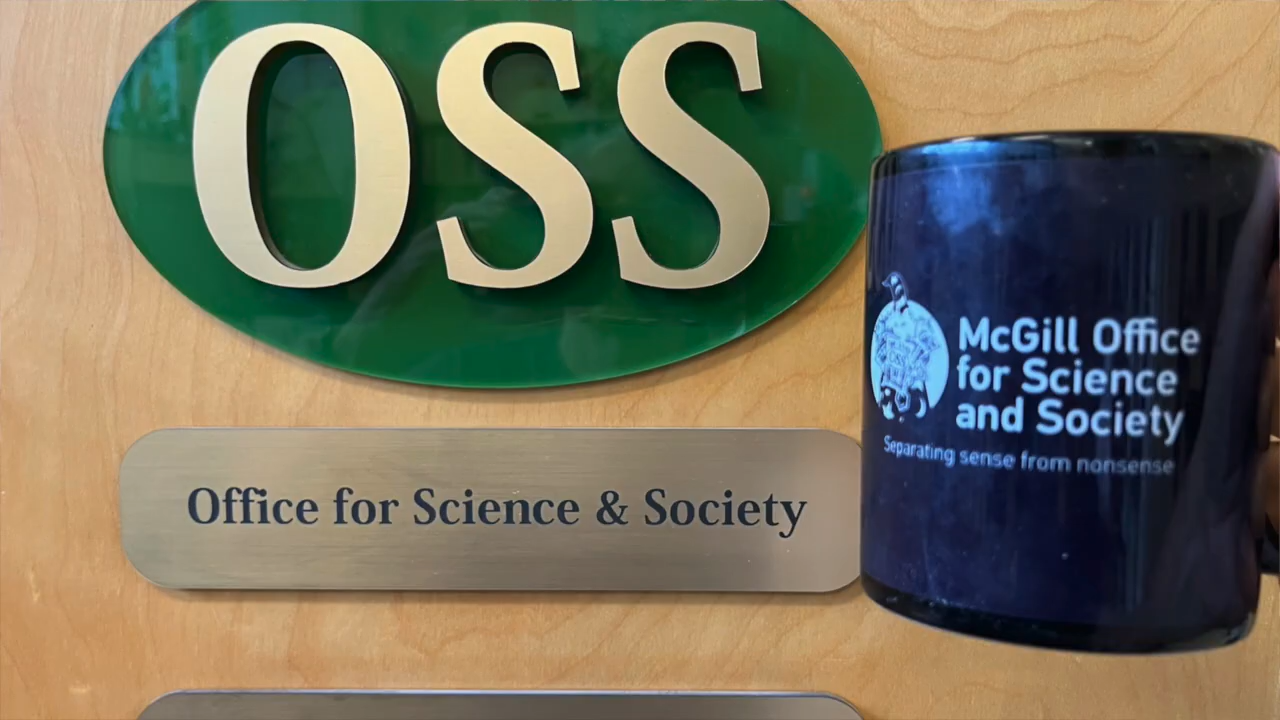 OSS
Office for Science & Society
McGill Office
for Science
and Society
Separating sense from nonsense